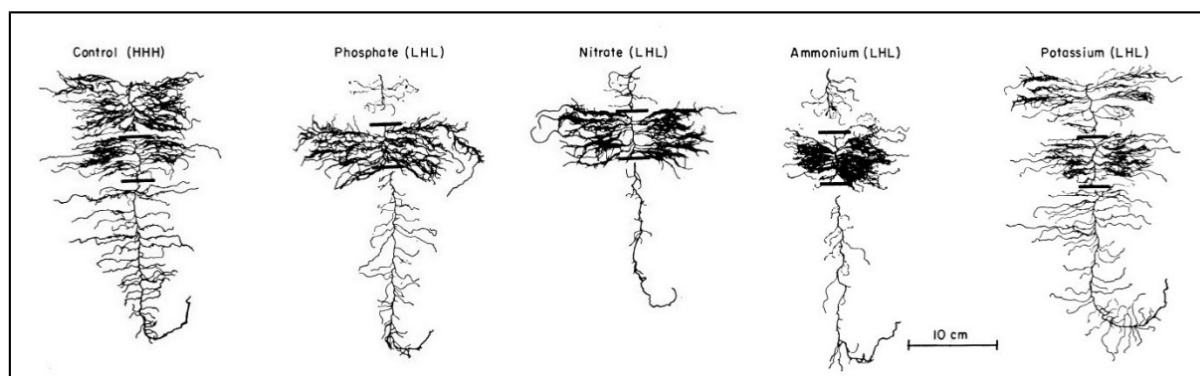 Control (HHH)
Phosphate (LHL)
Nitrate (LHL)
Ammonium (LHL)
Potassium (LHL)
10 cm